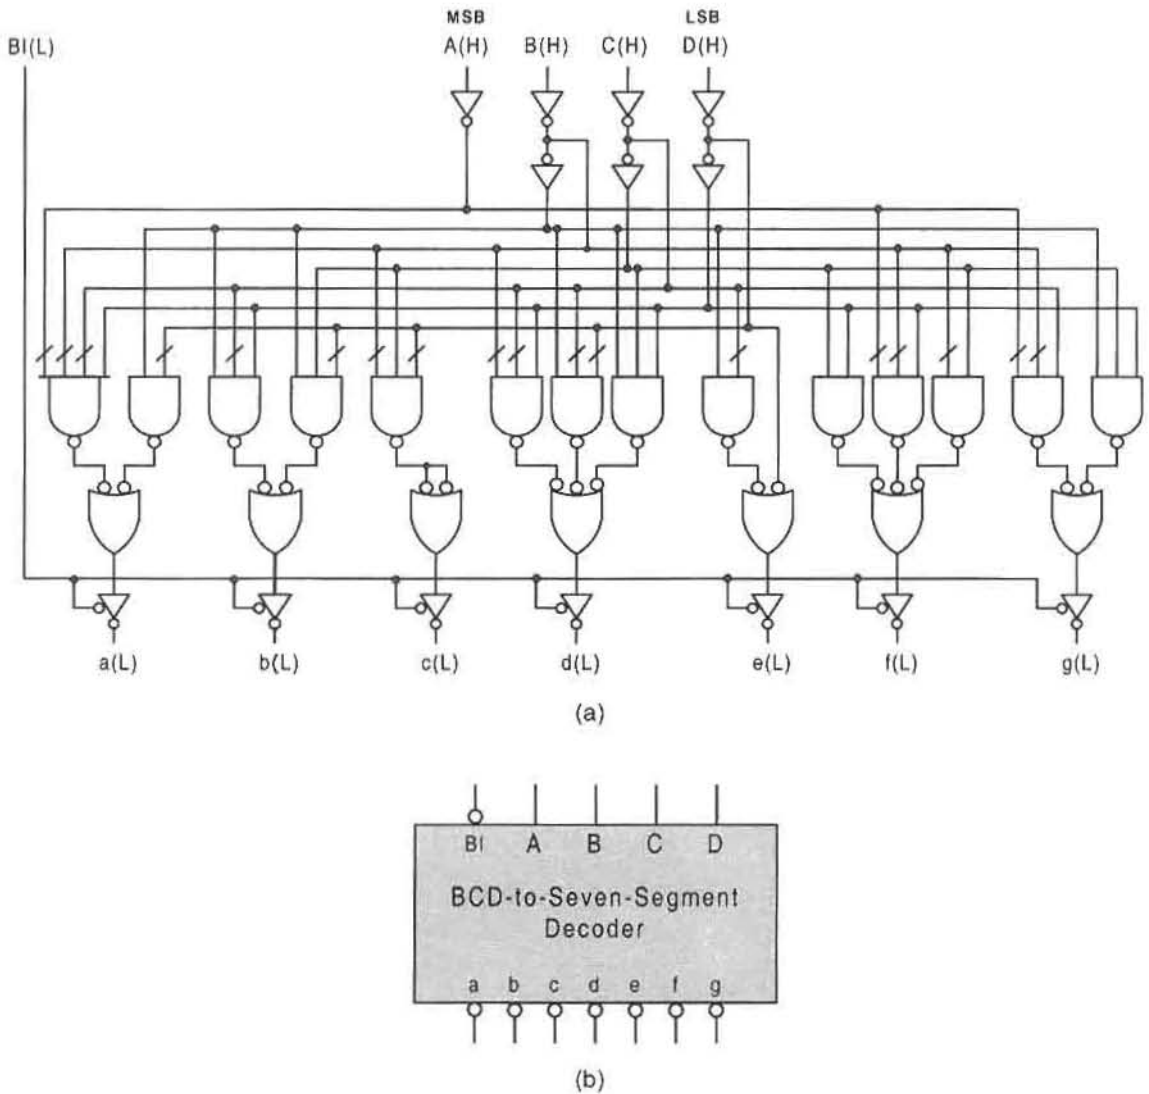 MSB LSB
BI(L) A(H) B(H) C(H) D(H)
a(L) b(L) c(L) d(L) e(L) f(L) g(L)
(a)
BI A B C D
BCD-to-Seven-Segment
Decoder
a b c d e f g
(b)